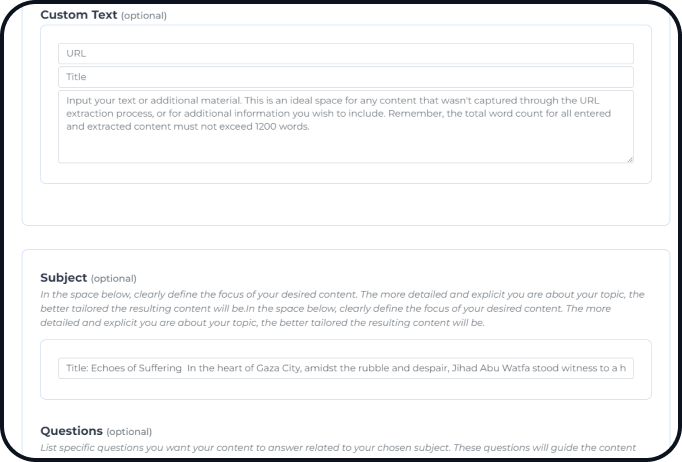 Custom Text (optional)
URL
Title
Input your text or additional material. This is an ideal space for any content that wasn't captured through the URL
extraction process, or for additional information you wish to include. Remember, the total word count for all entered
and extracted content must not exceed 1200 words.
Subject (optional)
In the space below, clearly define the focus of your desired content. The more detailed and explicit you are about your topic, the
better tailored the resulting content will be.In the space below, clearly define the focus of your desired content. The more
detailed and explicit you are about your topic, the better tailored the resulting content will be.
Title: Echoes of Suffering  In the heart of Gaza City, amidst the rubble and despair, Jihad Abu Watfa stood witness to a h
Questions (optional)
List specific questions you want your content to answer related to your chosen subject. These questions will guide the content